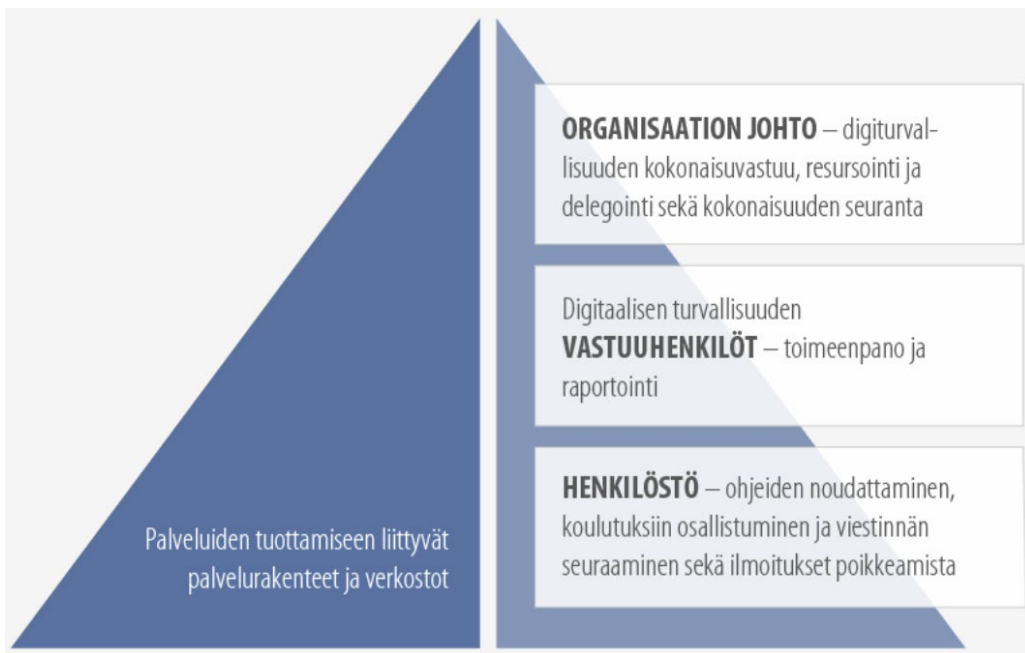 ORGANISAATION JOHTO – digiturval-
lisuuden kokonaisuvastuu, resursointi ja
delegointi sekä kokonaisuuden seuranta
Digitaalisen turvallisuuden
VASTUUHENKILÖT – toimeenpano ja
raportointi
HENKILÖSTÖ – ohjeiden noudattaminen,
koulutuksiin osallistuminen ja viestinnän
seuraaminen sekä ilmoitukset poikkeamista
Palveluiden tuottamiseen liittyvät
palvelurakenteet ja verkostot